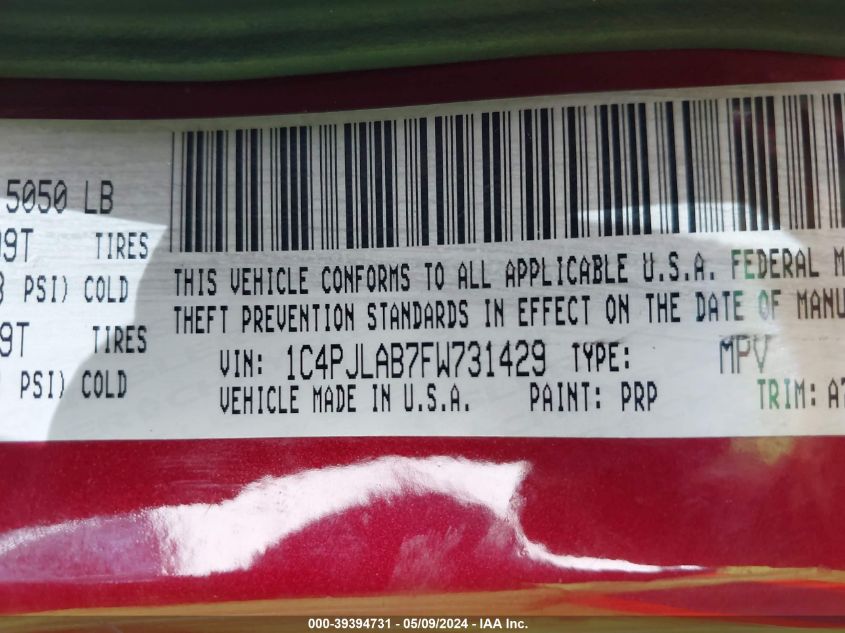 5050 LB
TIRES
PSI) COLD
TIRES
PSI) COLD
THIS VEHICLE CONFORMS TO ALL APPLICABLE U.S.A. FEDERAL
THEFT PREVENTION STANDARDS IN EFFECT ON THE DATE OF MANU
VIN: 1C4PJLAB7FW731429 TYPE: MPV
VEHICLE MADE IN U.S.A. PAINT: PRP TRIM: A7
000-39394731 - 05/09/2024 - IAA Inc.